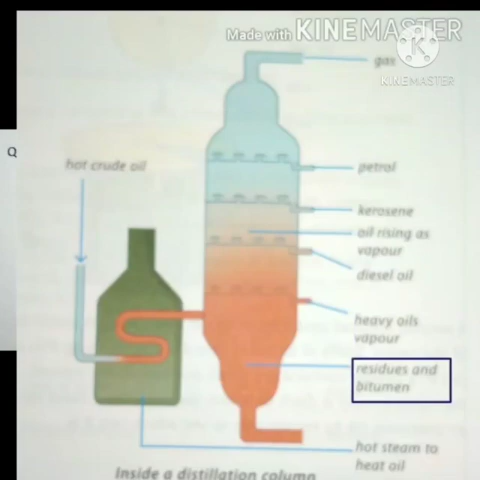 Made with KINEMASTER
KINEMASTER
gas
Q
hot crude oil
petrol
kerosene
oil rising as
vapour
diesel oil
heavy oils
vapour
residues and
bitumen
hot steam to
heat oil
Inside a distillation column